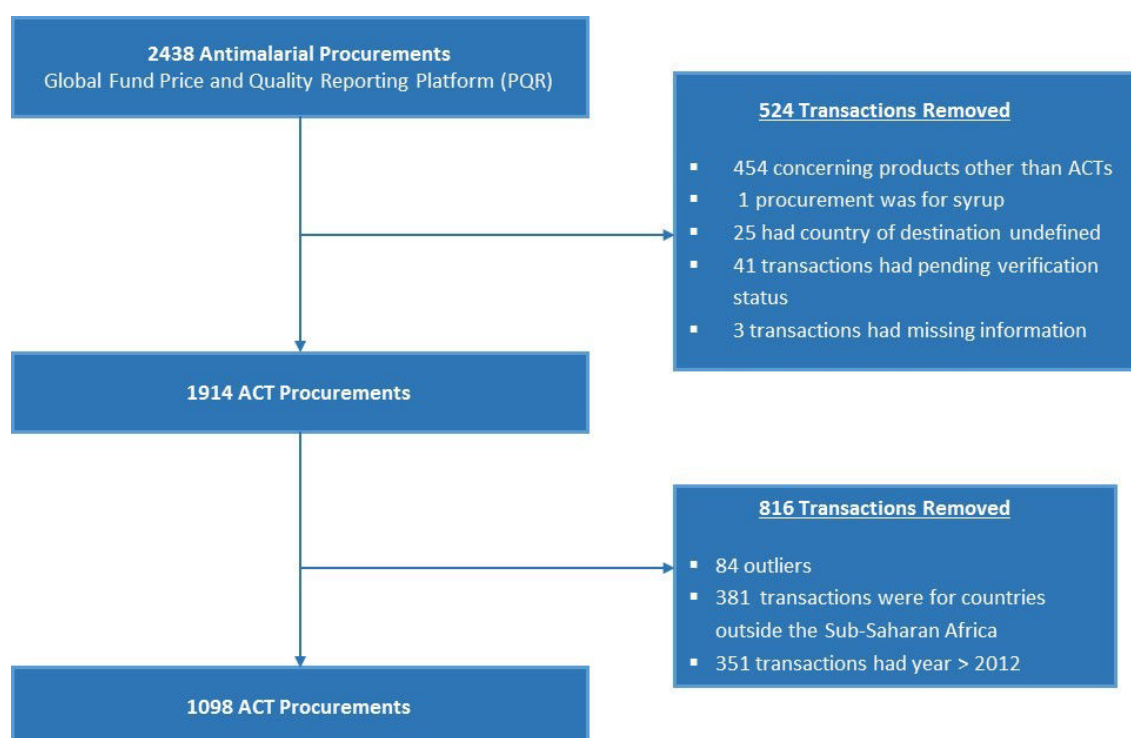 2438 Antimalarial Procurements
Global Fund Price and Quality Reporting Platform (PQR)
524 Transactions Removed
▪ 454 concerning products other than ACTs
▪ 1 procurement was for syrup
▪ 25 had country of destination undefined
▪ 41 transactions had pending verification
status
▪ 3 transactions had missing information
1914 ACT Procurements
816 Transactions Removed
▪ 84 outliers
▪ 381 transactions were for countries
outside the Sub-Saharan Africa
▪ 351 transactions had year > 2012
1098 ACT Procurements